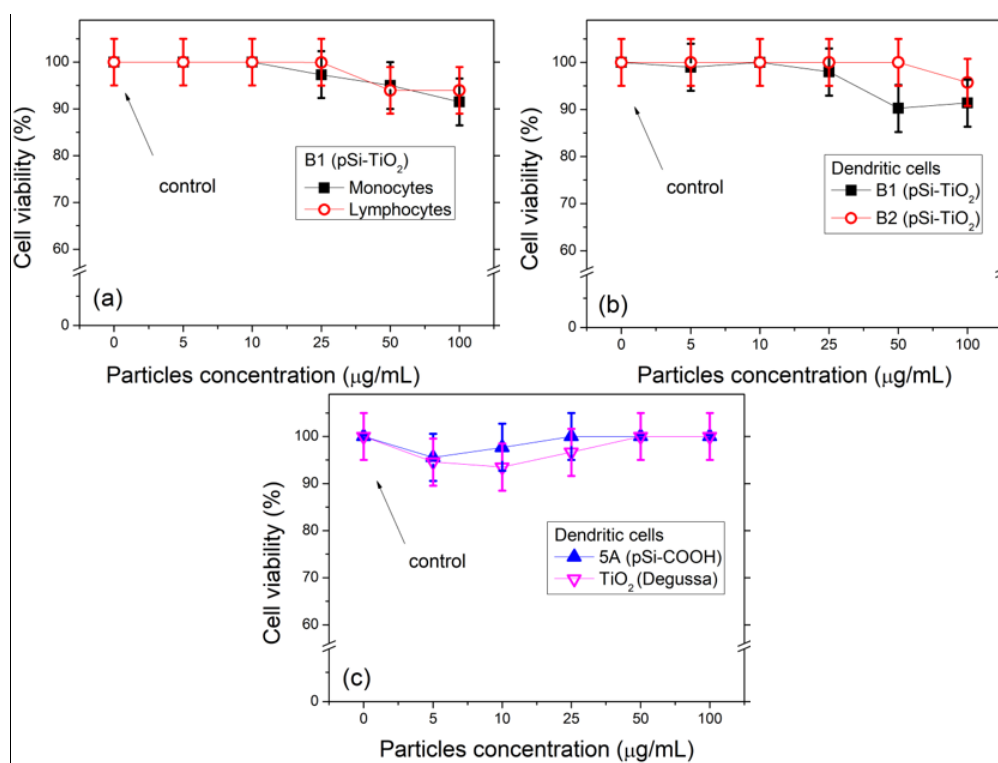 100
90
80
70
60
0
Cell viability (%)
control
B1 (pSi-TiO₂)
Monocytes
Lymphocytes
(a)
0 5 10 25 50 100
Particles concentration (μg/mL)
100
90
80
70
60
0
Cell viability (%)
control
Dendritic cells
B1 (pSi-TiO₂)
B2 (pSi-TiO₂)
(b)
0 5 10 25 50 100
Particles concentration (μg/mL)
100
90
80
70
60
0
Cell viability (%)
control
Dendritic cells
5A (pSi-COOH)
TiO₂ (Degussa)
(c)
0 5 10 25 50 100
Particles concentration (μg/mL)